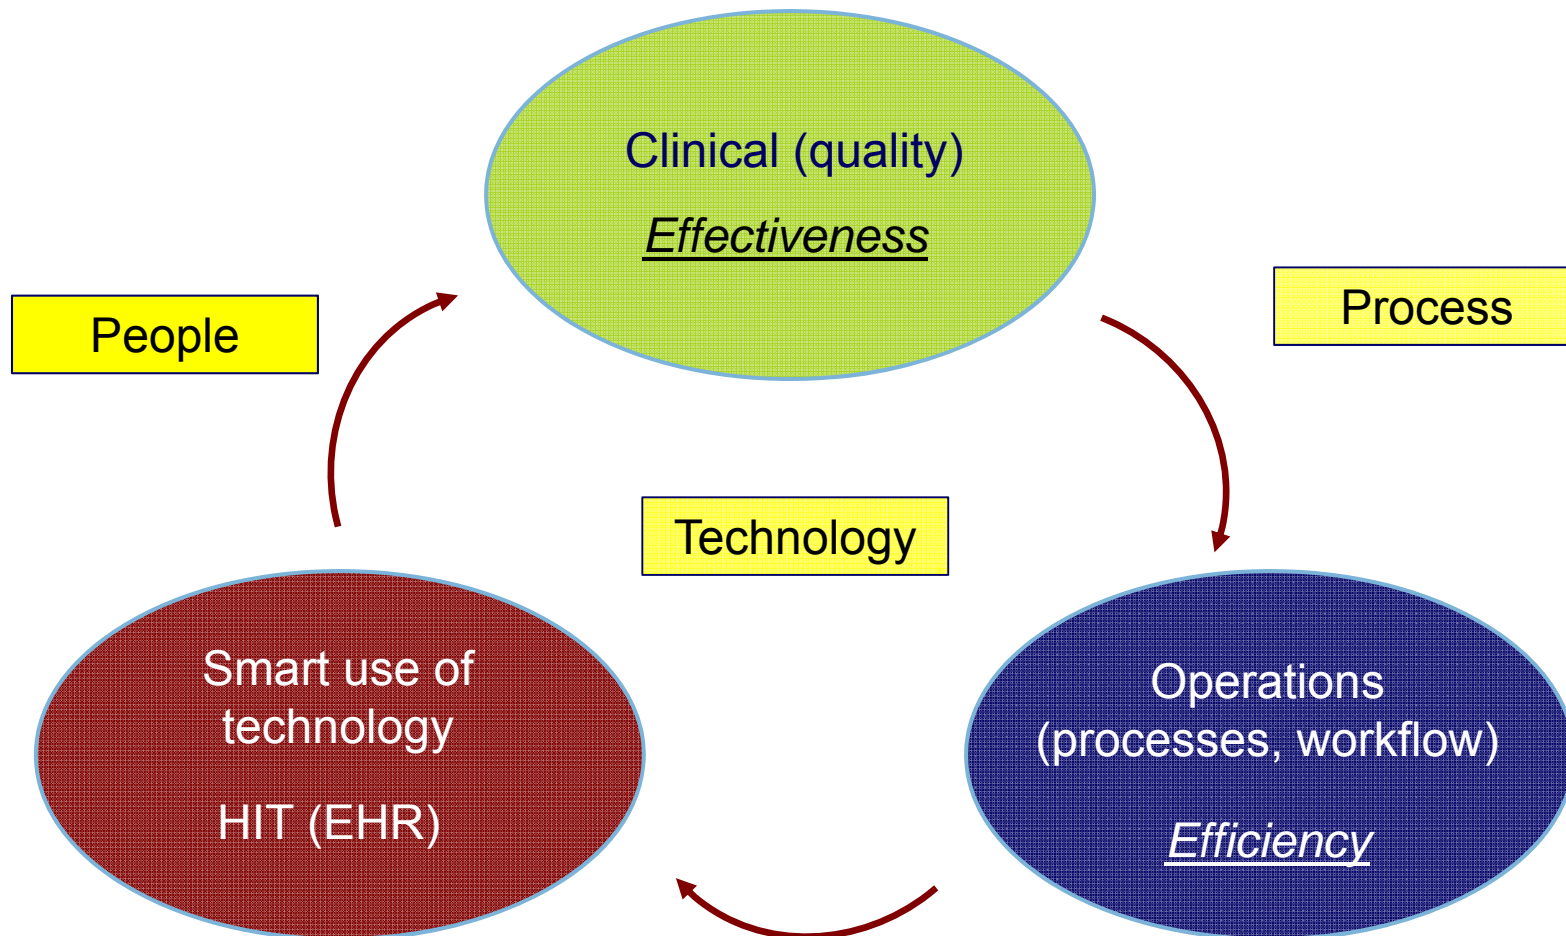 Clinical (quality)
Effectiveness
People
Process
Technology
Smart use of
technology
HIT (EHR)
Operations
(processes, workflow)
Efficiency